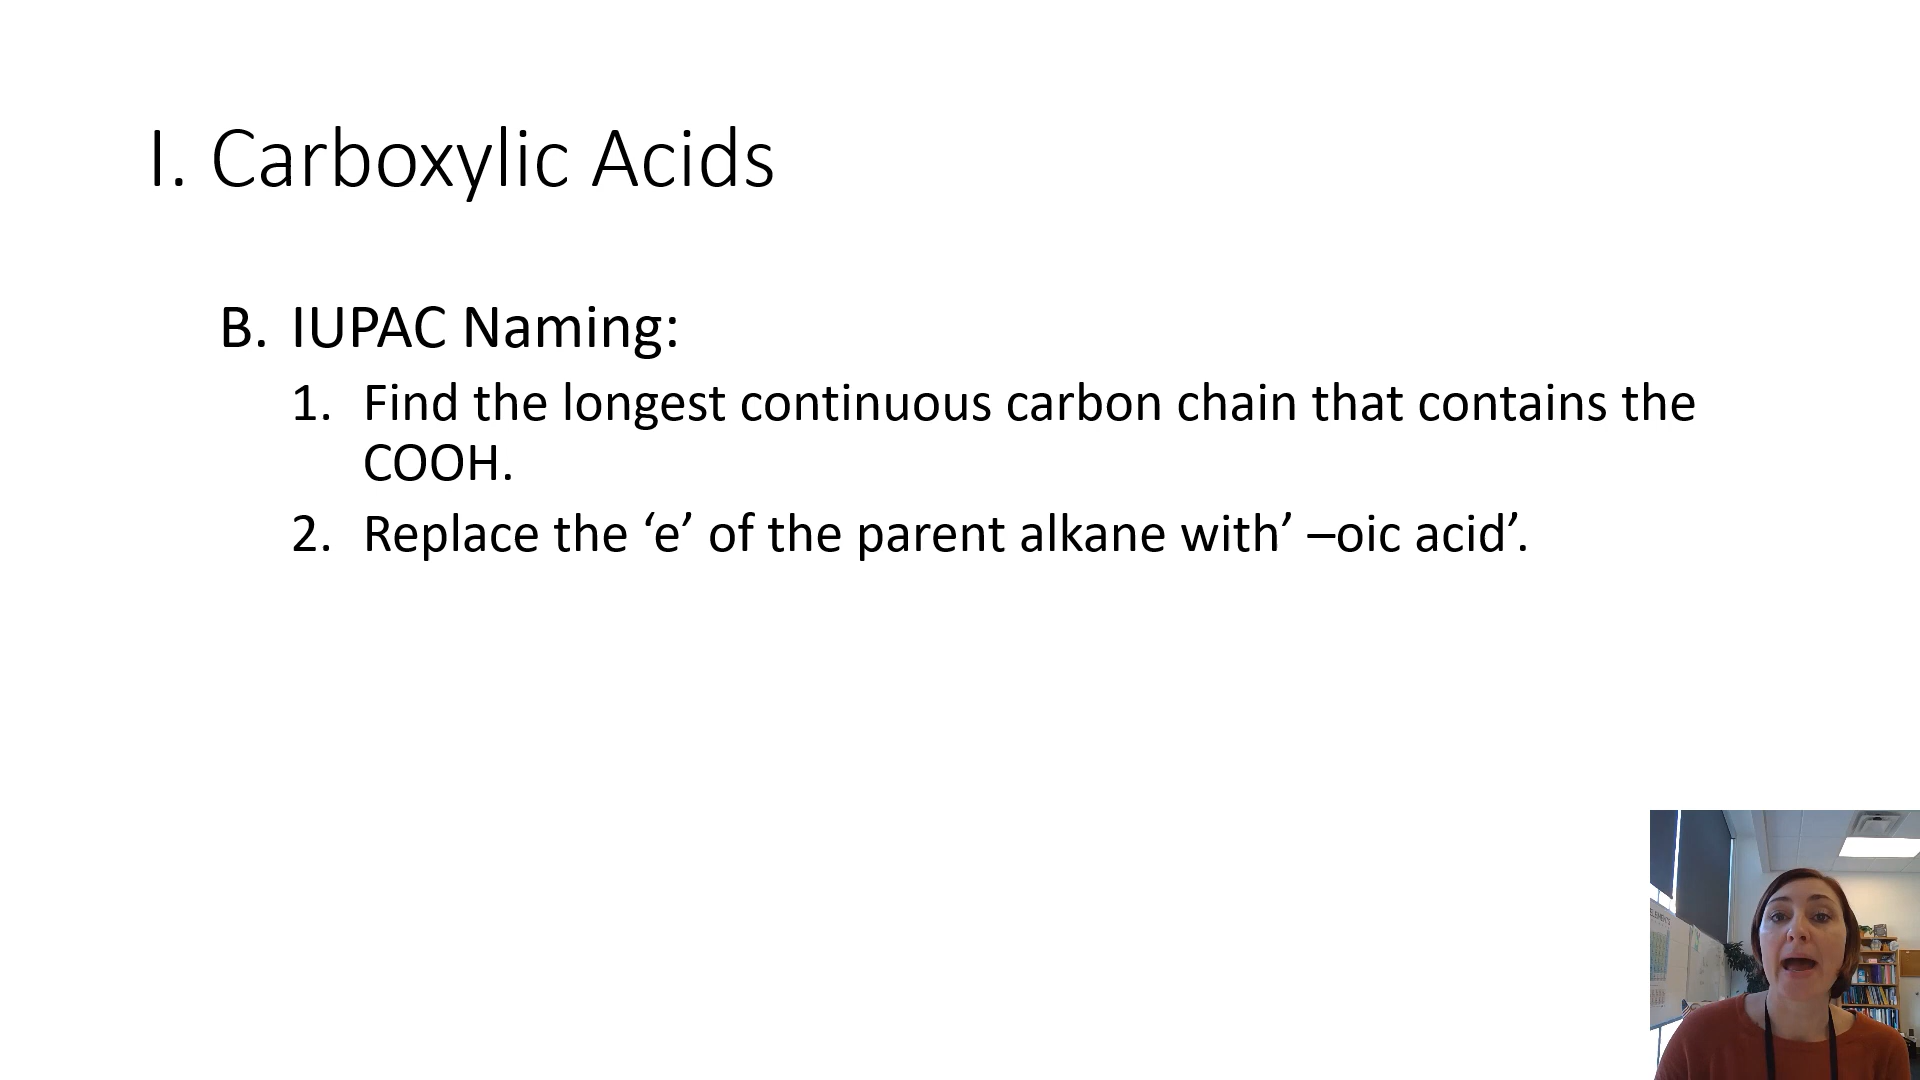 I. Carboxylic Acids
B. IUPAC Naming:
1. Find the longest continuous carbon chain that contains the
COOH.
2. Replace the ‘e’ of the parent alkane with’ –oic acid’.